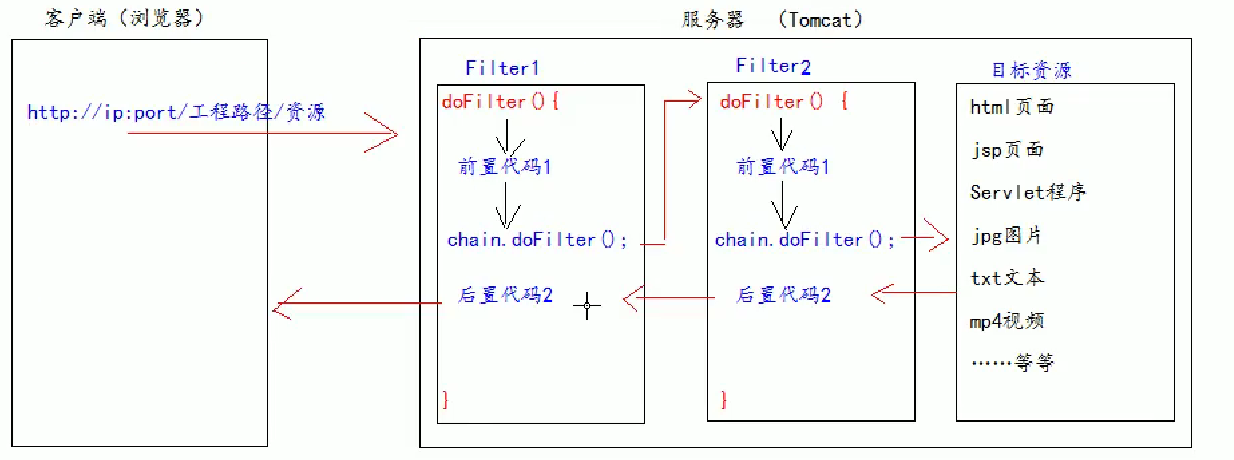 客户端（浏览器）
服务器 （Tomcat）
http://ip:port/工程路径/资源
Filter1
doFilter(){
前置代码1
chain.doFilter();
后置代码2
}
Filter2
doFilter() {
前置代码1
chain.doFilter();
后置代码2
}
目标资源
html页面
jsp页面
Servlet程序
jpg图片
txt文本
mp4视频
……等等